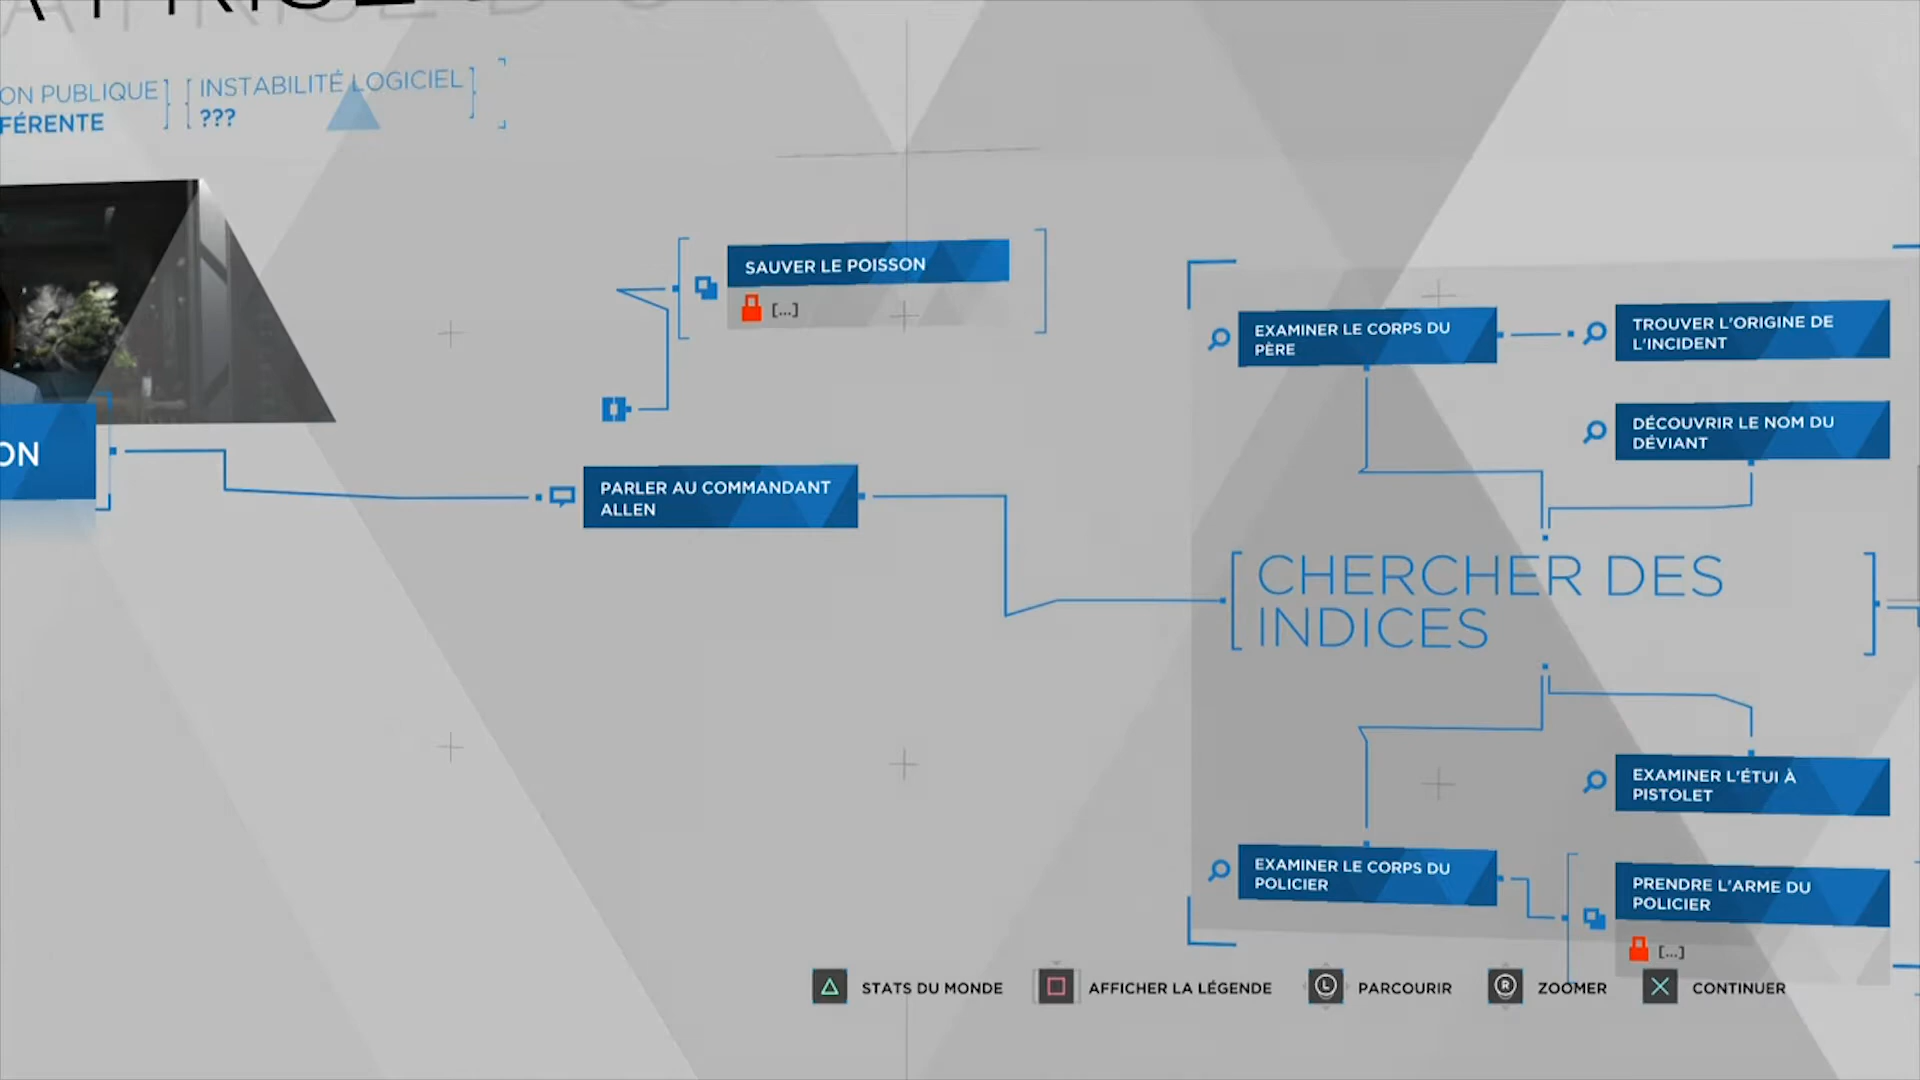 ON PUBLIQUE
FÉRENTE
INSTABILITÉ LOGICIEL
???
SAUVER LE POISSON
[...]
ON
PARLER AU COMMANDANT
ALLEN
EXAMINER LE CORPS DU
PÈRE
TROUVER L'ORIGINE DE
L'INCIDENT
DÉCOUVRIR LE NOM DU
DÉVIANT
CHERCHER DES
INDICES
EXAMINER L'ÉTUI À
PISTOLET
EXAMINER LE CORPS DU
POLICIER
PRENDRE L'ARME DU
POLICIER
[...]
STATS DU MONDE
AFFICHER LA LÉGENDE
L PARCOURIR
R ZOOMER
CONTINUER